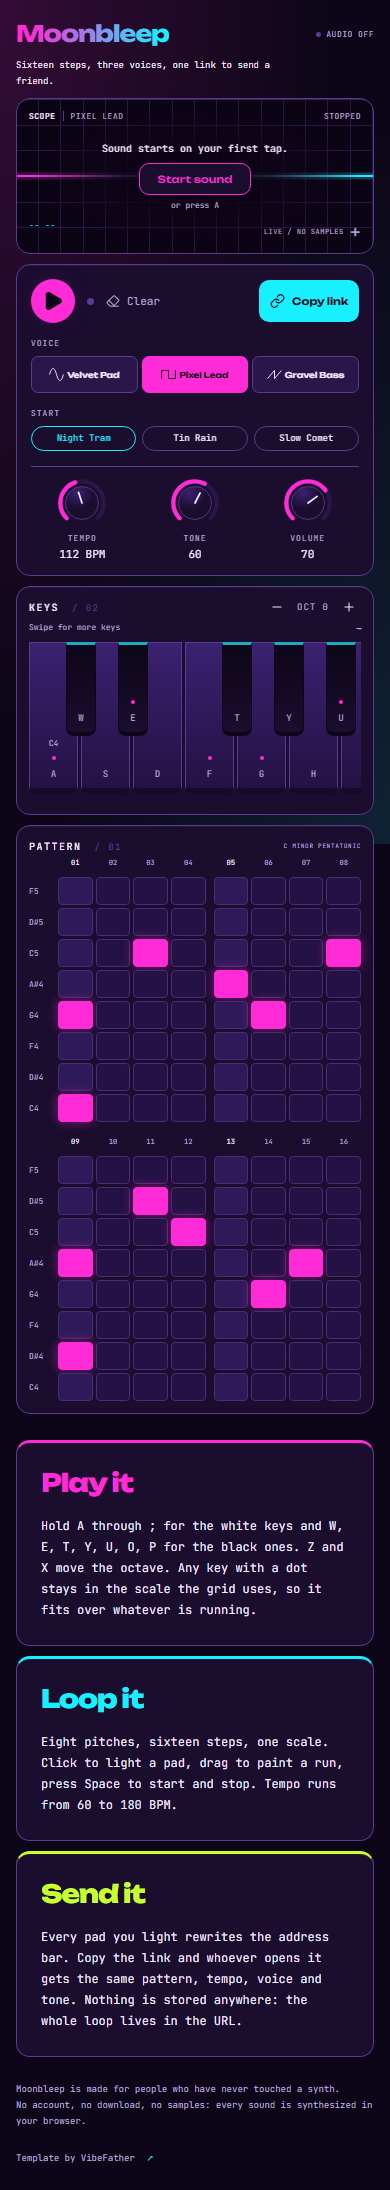 Moonbleep
AUDIO OFF
Sixteen steps, three voices, one link to send a
friend.
SCOPE | PIXEL LEAD
STOPPED
Sound starts on your first tap.
Start sound
or press A
-- --
LIVE / NO SAMPLES +
Clear
Copy link
VOICE
Velvet Pad
Pixel Lead
Gravel Bass
START
Night Tram
Tin Rain
Slow Comet
TEMPO
TONE
VOLUME
112 BPM
60
70
KEYS / 02
— OCT 0 +
Swipe for more keys
W E T Y U
C4
A S D F G H
PATTERN / 01
C MINOR PENTATONIC
01 02 03 04 05 06 07 08
F5
D#5
C5
A#4
G4
F4
D#4
C4
09 10 11 12 13 14 15 16
F5
D#5
C5
A#4
G4
F4
D#4
C4
Play it
Hold A through ; for the white keys and W,
E, T, Y, U, O, P for the black ones. Z and
X move the octave. Any key with a dot
stays in the scale the grid uses, so it
fits over whatever is running.
Loop it
Eight pitches, sixteen steps, one scale.
Click to light a pad, drag to paint a run,
press Space to start and stop. Tempo runs
from 60 to 180 BPM.
Send it
Every pad you light rewrites the address
bar. Copy the link and whoever opens it
gets the same pattern, tempo, voice and
tone. Nothing is stored anywhere: the
whole loop lives in the URL.
Moonbleep is made for people who have never touched a synth.
No account, no download, no samples: every sound is synthesized in
your browser.
Template by VibeFather ↗